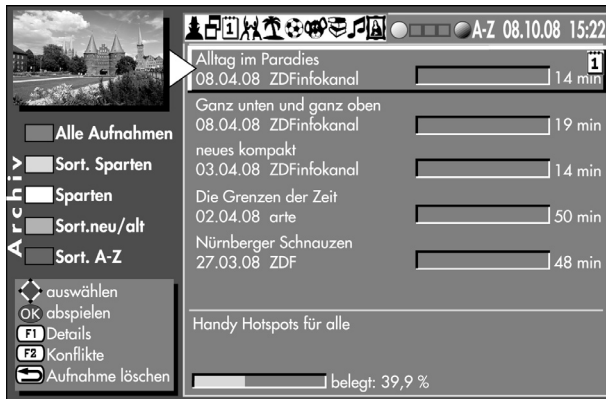 A-Z 08.10.08 15:22
Alltag im Paradies
08.04.08 ZDFinfokanal 14 min
1
Ganz unten und ganz oben
08.04.08 ZDFinfokanal 19 min
neues kompakt
03.04.08 ZDFinfokanal 14 min
Die Grenzen der Zeit
02.04.08 arte 50 min
Nürnberger Schnauzen
27.03.08 ZDF 48 min
Handy Hotspots für alle
belegt: 39,9 %
Archiv
Alle Aufnahmen
Sort. Sparten
Sparten
Sort.neu/alt
Sort. A-Z
auswählen
OK abspielen
F1 Details
F2 Konflikte
Aufnahme löschen